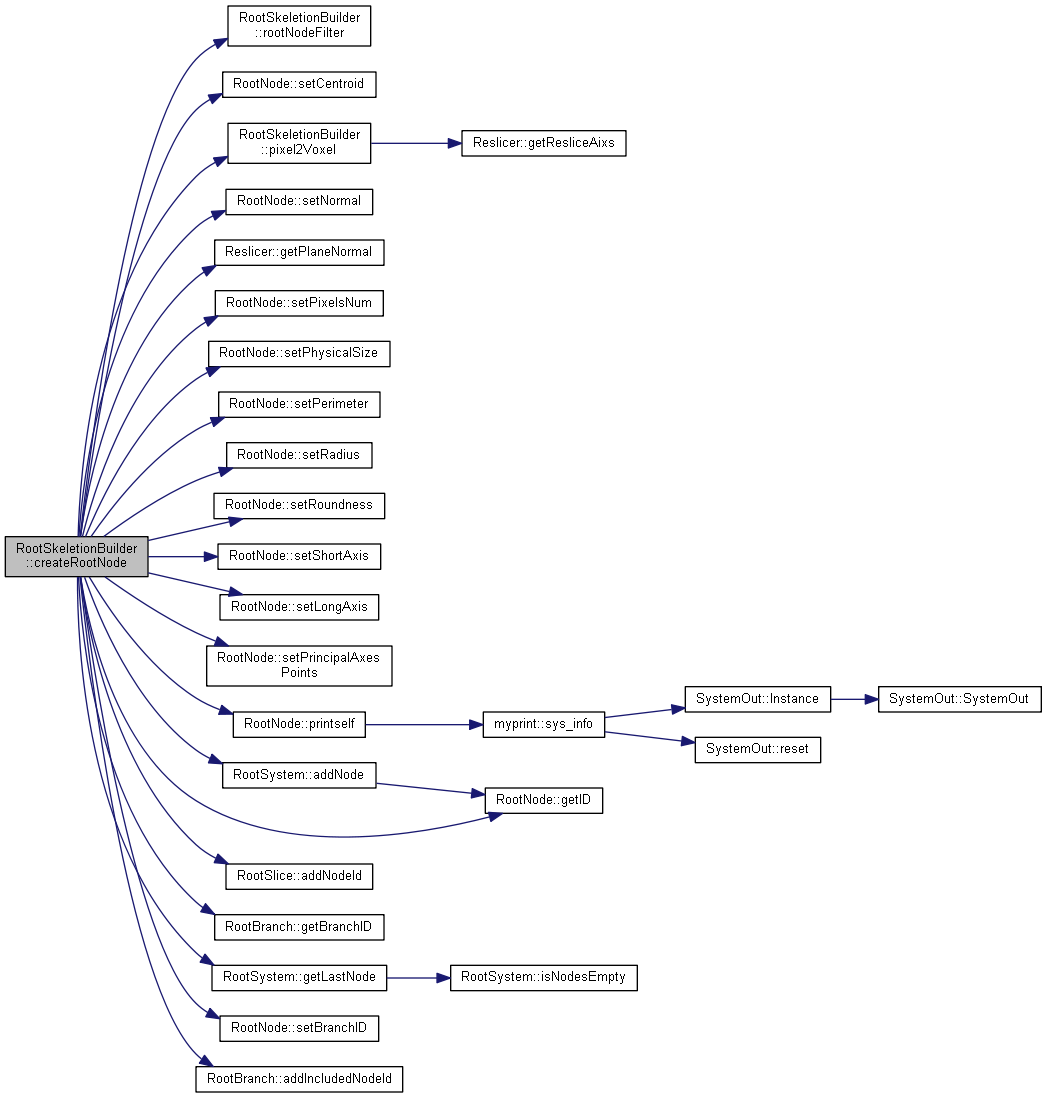 RootSkeletionBuilder
::rootNodeFilter
RootNode::setCentroid
RootSkeletionBuilder
::pixel2Voxel
Reslicer::getResliceAixs
RootNode::setNormal
Reslicer::getPlaneNormal
RootNode::setPixelsNum
RootNode::setPhysicalSize
RootNode::setPerimeter
RootNode::setRadius
RootNode::setRoundness
RootSkeletionBuilder
::createRootNode
RootNode::setShortAxis
RootNode::setLongAxis
RootNode::setPrincipalAxes
Points
RootNode::printself
myprint::sys_info
SystemOut::Instance
SystemOut::SystemOut
SystemOut::reset
RootSystem::addNode
RootNode::getID
RootSlice::addNodeId
RootBranch::getBranchID
RootSystem::getLastNode
RootSystem::isNodesEmpty
RootNode::setBranchID
RootBranch::addIncludedNodeId